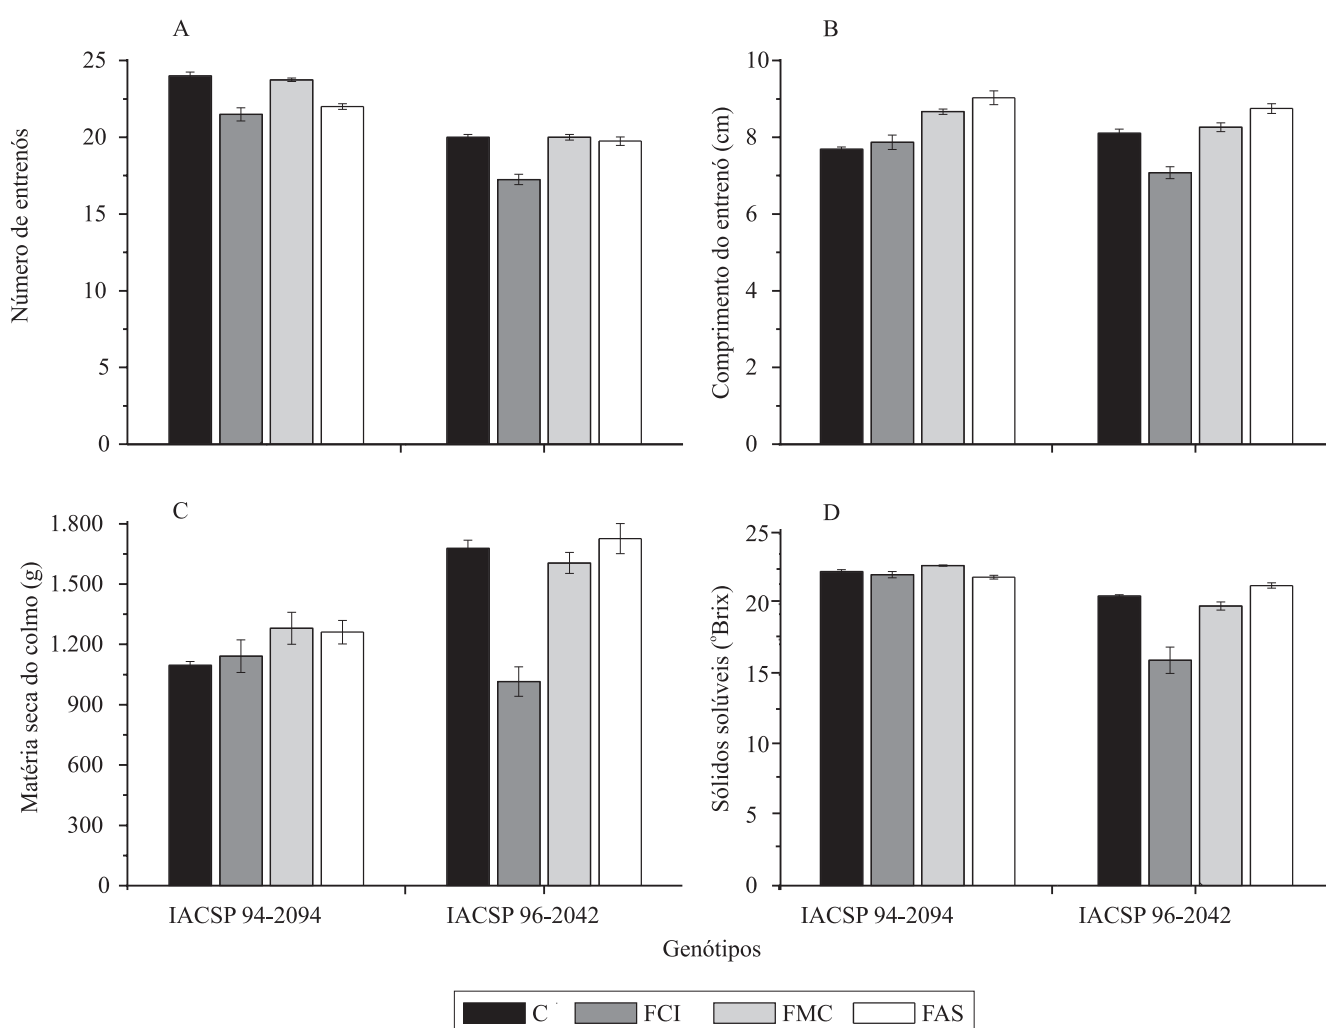 A
Número de entrenós
25
20
15
10
5
0
B
Comprimento do entrenó (cm)
10
8
6
4
2
0
C
Matéria seca do colmo (g)
1.800
1.500
1.200
900
600
300
0
IACSP 94-2094 IACSP 96-2042
D
Sólidos solúveis (ºBrix)
25
20
15
10
5
0
IACSP 94-2094 IACSP 96-2042
Genótipos
C FCI FMC FAS